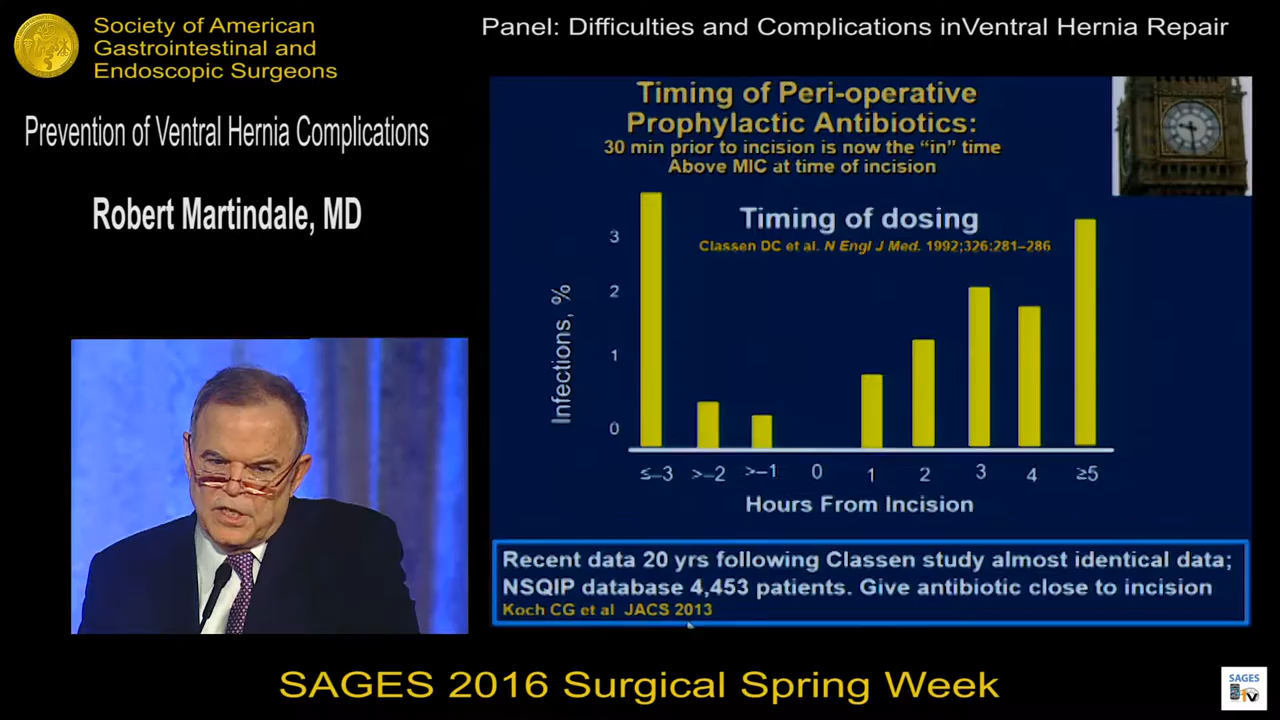 Society of American
Gastrointestinal and
Endoscopic Surgeons
Panel: Difficulties and Complications inVentral Hernia Repair
Prevention of Ventral Hernia Complications
Robert Martindale, MD
Timing of Peri-operative
Prophylactic Antibiotics:
30 min prior to incision is now the “in” time
Above MIC at time of incision
Timing of dosing
Classen DC et al. N Engl J Med. 1992;326:281–286
Infections, %
3
2
1
0
≤–3 >–2 >–1 0 1 2 3 4 ≥5
Hours From Incision
Recent data 20 yrs following Classen study almost identical data;
NSQIP database 4,453 patients. Give antibiotic close to incision
Koch CG et al JACS 2013
SAGES 2016 Surgical Spring Week
SAGES
tv